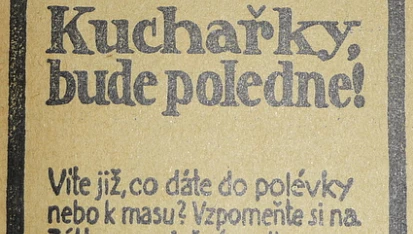 Kuchařky,
bude poledne!
Víte již, co dáte do polévky
nebo k masu? Vzpomeňte si na